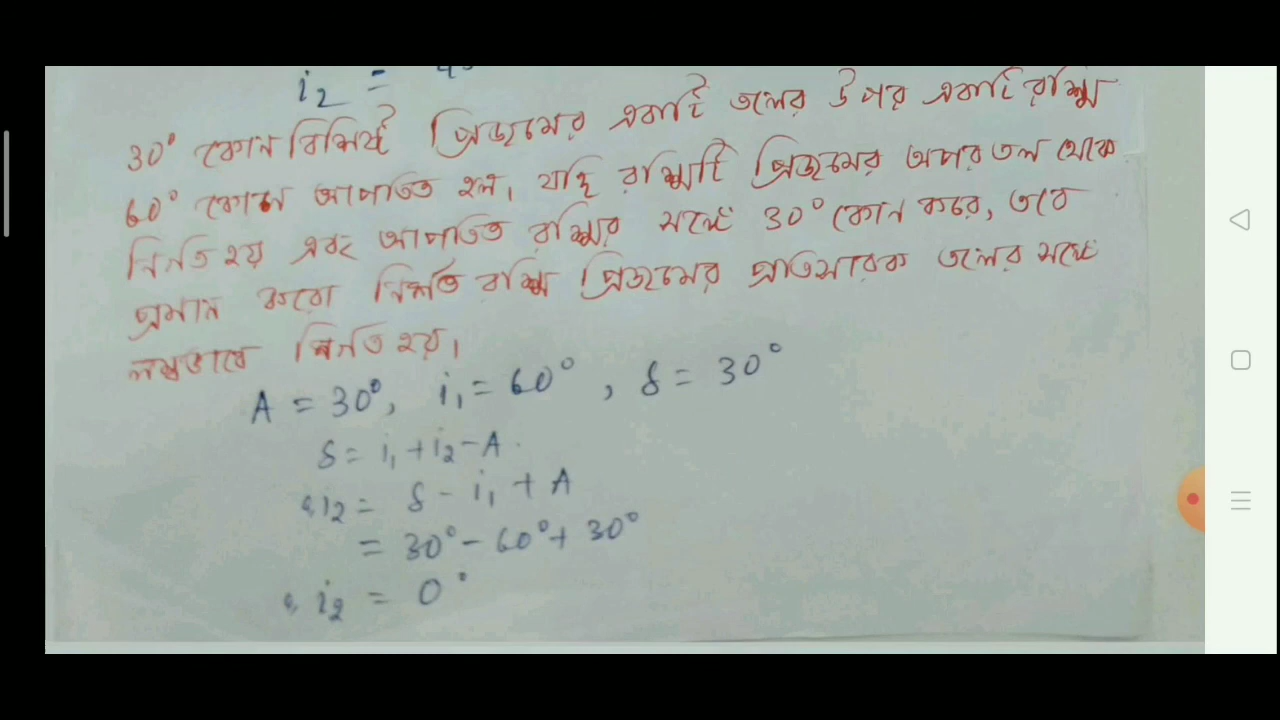 i₂ =
30° কোন বিশিষ্ট প্রিজমের একটি তলের উপর একটি রশ্মি
60° কোণে আপতিত হল। যদি রশ্মিটি প্রিজমের অপর তল থেকে
নির্গত হয় এবং আপতিত রশ্মির সঙ্গে 30° কোন করে, তবে
প্রমান করো নির্গত রশ্মি প্রিজমের প্রতিসারক তলের সঙ্গে
লম্বভাবে নির্গত হয়।
A = 30°, i₁ = 60°, δ = 30°
δ = i₁ + i₂ - A
i₂ = δ - i₁ + A
= 30° - 60° + 30°
i₂ = 0°